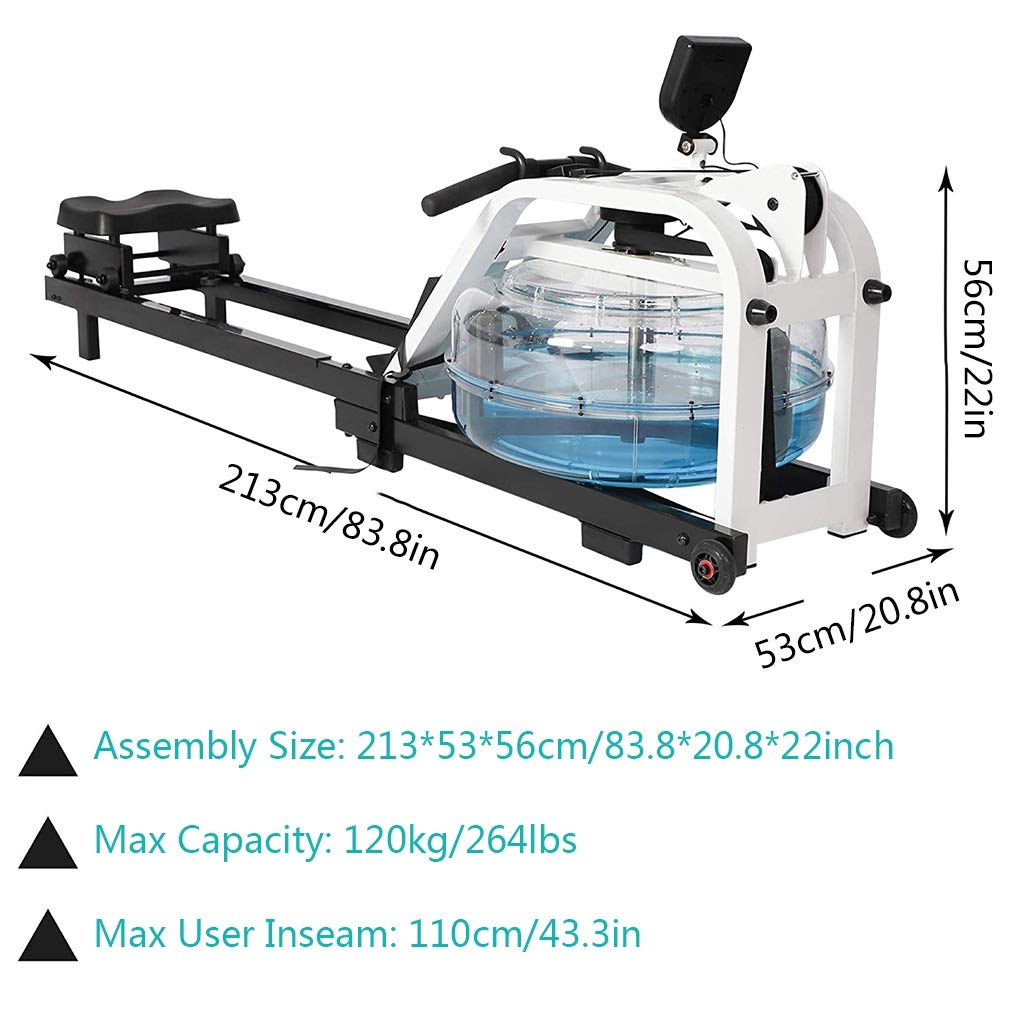 56cm/22in
213cm/83.8in
53cm/20.8in
Assembly Size: 213*53*56cm/83.8*20.8*22inch
Max Capacity: 120kg/264lbs
Max User Inseam: 110cm/43.3in